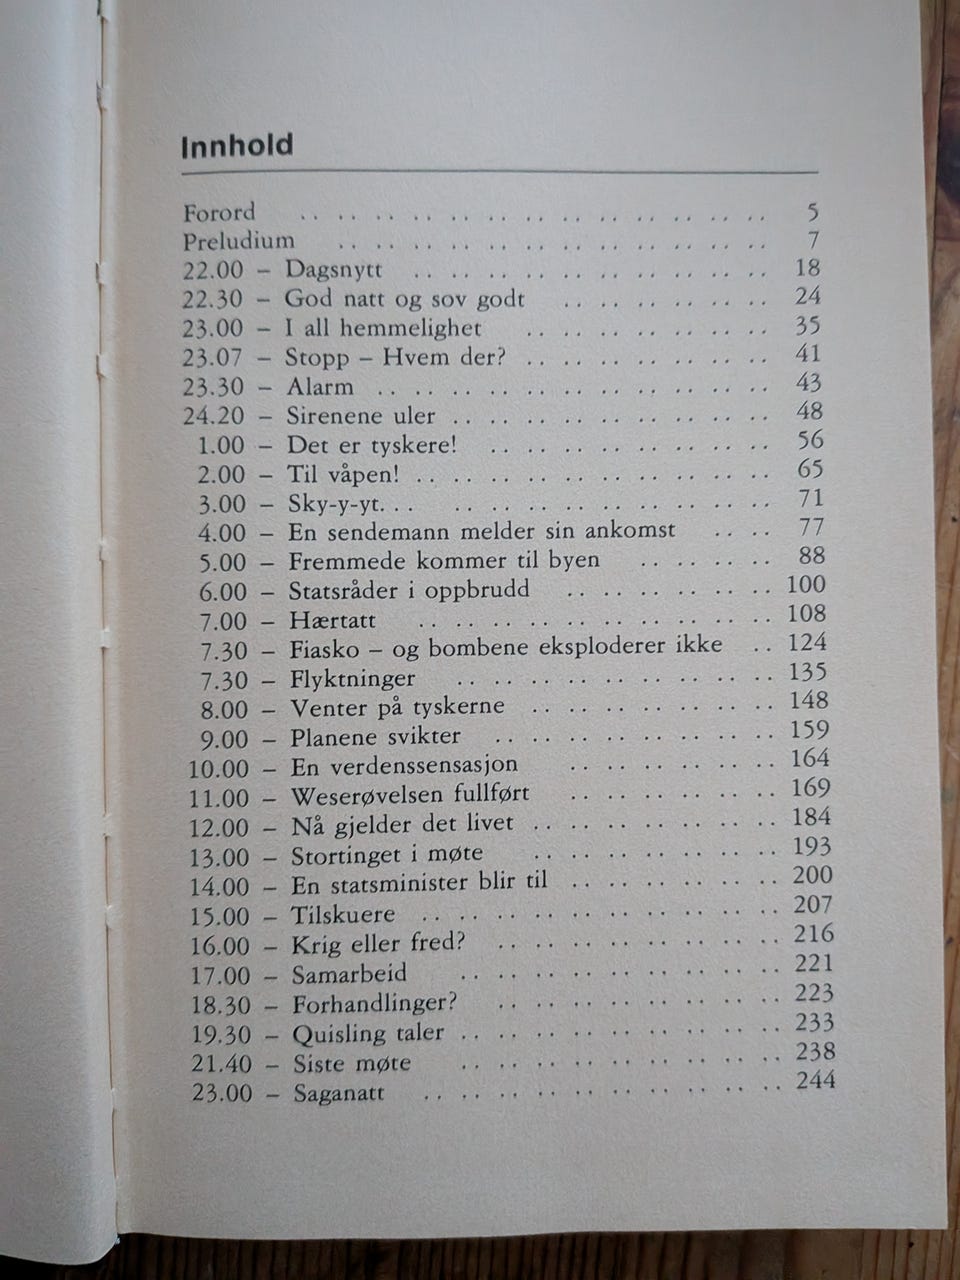 Innhold
Forord .. .. .. .. .. .. .. .. .. .. .. .. .. 5
Preludium .. .. .. .. .. .. .. .. .. .. .. .. 7
22.00 – Dagsnytt .. .. .. .. .. .. .. .. .. .. 18
22.30 – God natt og sov godt .. .. .. .. .. .. 24
23.00 – I all hemmelighet .. .. .. .. .. .. .. 35
23.07 – Stopp – Hvem der? .. .. .. .. .. .. .. 41
23.30 – Alarm .. .. .. .. .. .. .. .. .. .. .. 43
24.20 – Sirenene uler .. .. .. .. .. .. .. .. .. 48
1.00 – Det er tyskere! .. .. .. .. .. .. .. .. 56
2.00 – Til våpen! .. .. .. .. .. .. .. .. .. .. 65
3.00 – Sky-y-yt. . . .. .. .. .. .. .. .. .. .. 71
4.00 – En sendemann melder sin ankomst .. .. 77
5.00 – Fremmede kommer til byen .. .. .. .. 88
6.00 – Statsråder i oppbrudd .. .. .. .. .. .. 100
7.00 – Hærtatt .. .. .. .. .. .. .. .. .. .. 108
7.30 – Fiasko – og bombene eksploderer ikke .. 124
7.30 – Flyktninger .. .. .. .. .. .. .. .. .. 135
8.00 – Venter på tyskerne .. .. .. .. .. .. .. 148
9.00 – Planene svikter .. .. .. .. .. .. .. .. 159
10.00 – En verdenssensasjon .. .. .. .. .. .. 164
11.00 – Weserøvelsen fullført .. .. .. .. .. .. 169
12.00 – Nå gjelder det livet .. .. .. .. .. .. .. 184
13.00 – Stortinget i møte .. .. .. .. .. .. .. 193
14.00 – En statsminister blir til .. .. .. .. .. .. 200
15.00 – Tilskuere .. .. .. .. .. .. .. .. .. .. 207
16.00 – Krig eller fred? .. .. .. .. .. .. .. .. 216
17.00 – Samarbeid .. .. .. .. .. .. .. .. .. 221
18.30 – Forhandlinger? .. .. .. .. .. .. .. .. 223
19.30 – Quisling taler .. .. .. .. .. .. .. .. .. 233
21.40 – Siste møte .. .. .. .. .. .. .. .. .. 238
23.00 – Saganatt .. .. .. .. .. .. .. .. .. .. 244